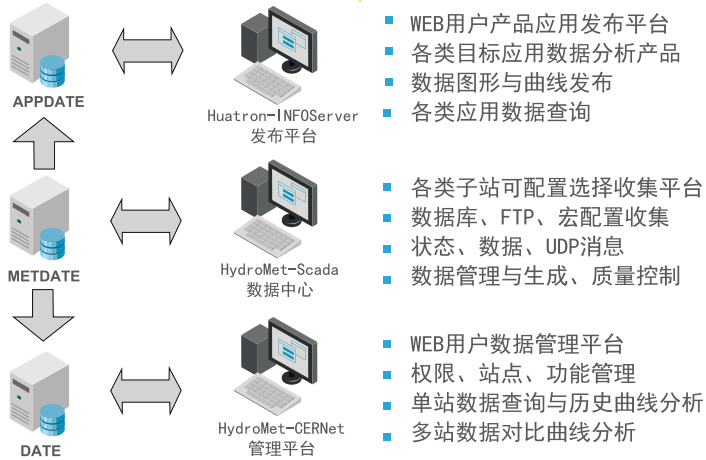 WEB用户产品应用发布平台
各类目标应用数据分析产品
数据图形与曲线发布
各类应用数据查询
APPDATE
Huatron-INFOServer
发布平台
各类子站可配置选择收集平台
数据库、FTP、宏配置收集
状态、数据、UDP消息
数据管理与生成、质量控制
METDATE
HydroMet-Scada
数据中心
WEB用户数据管理平台
权限、站点、功能管理
单站数据查询与历史曲线分析
多站数据对比曲线分析
DATE
HydroMet-CERNet
管理平台